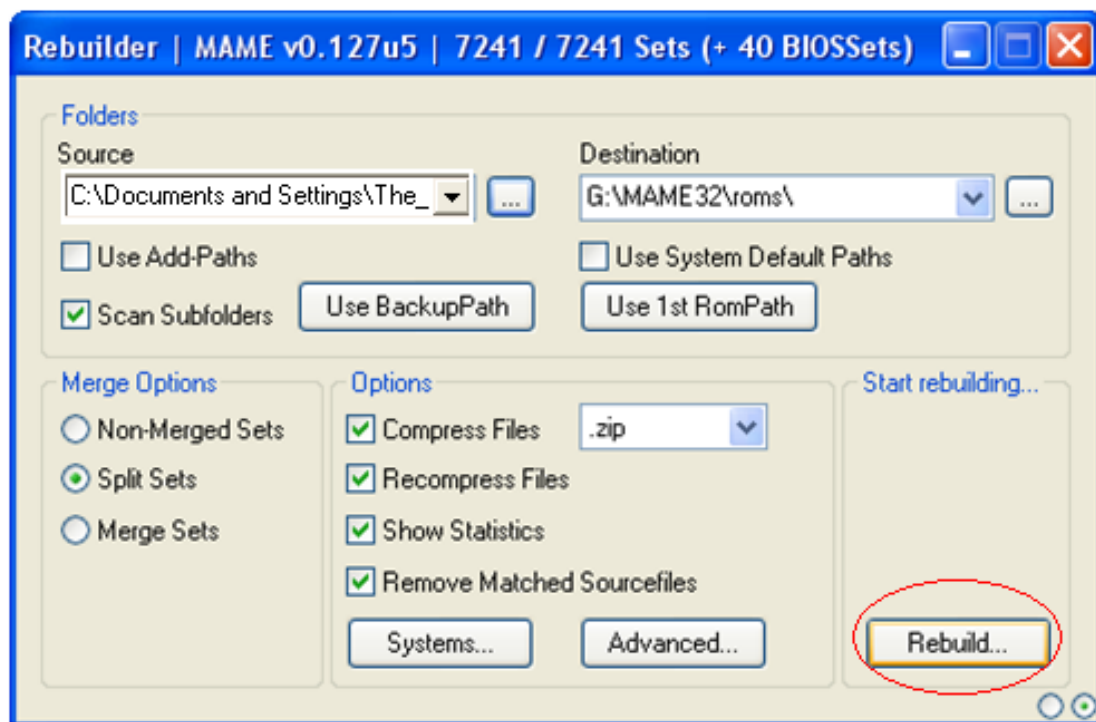 Rebuilder | MAME v0.127u5 | 7241 / 7241 Sets (+ 40 BIOSSets)
Folders
Source
Destination
C:\Documents and Settings\The_
...
G:\MAME32\roms\
...
Use Add-Paths
Use System Default Paths
Scan Subfolders
Use BackupPath
Use 1st RomPath
Merge Options
Non-Merged Sets
Split Sets
Merge Sets
Options
Compress Files
.zip
Recompress Files
Show Statistics
Remove Matched Sourcefiles
Systems...
Advanced...
Start rebuilding...
Rebuild...